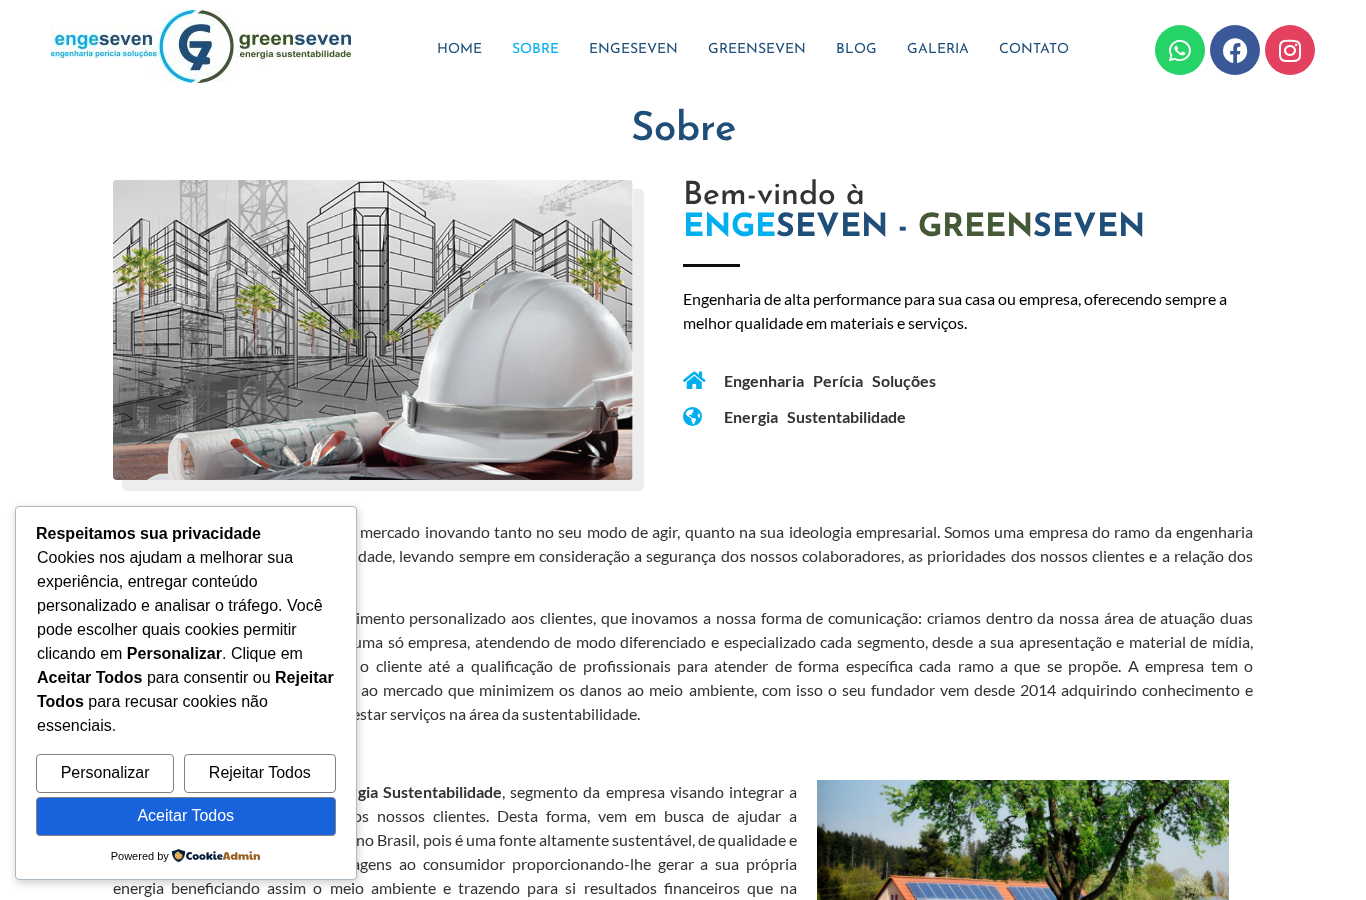 engeseven
engenharia perícia soluções
greenseven
energia sustentabilidade
HOME SOBRE ENGESEVEN GREENSEVEN BLOG GALERIA CONTATO
Sobre
Bem-vindo à
ENGESEVEN - GREENSEVEN
Engenharia de alta performance para sua casa ou empresa, oferecendo sempre a
melhor qualidade em materiais e serviços.
Engenharia Perícia Soluções
Energia Sustentabilidade
mercado inovando tanto no seu modo de agir, quanto na sua ideologia empresarial. Somos uma empresa do ramo da engenharia
dade, levando sempre em consideração a segurança dos nossos colaboradores, as prioridades dos nossos clientes e a relação dos
imento personalizado aos clientes, que inovamos a nossa forma de comunicação: criamos dentro da nossa área de atuação duas
uma só empresa, atendendo de modo diferenciado e especializado cada segmento, desde a sua apresentação e material de mídia,
o cliente até a qualificação de profissionais para atender de forma específica cada ramo a que se propõe. A empresa tem o
ao mercado que minimizem os danos ao meio ambiente, com isso o seu fundador vem desde 2014 adquirindo conhecimento e
estar serviços na área da sustentabilidade.
gia Sustentabilidade, segmento da empresa visando integrar a
os nossos clientes. Desta forma, vem em busca de ajudar a
no Brasil, pois é uma fonte altamente sustentável, de qualidade e
agens ao consumidor proporcionando-lhe gerar a sua própria
energia beneficiando assim o meio ambiente e trazendo para si resultados financeiros que na
Respeitamos sua privacidade
Cookies nos ajudam a melhorar sua
experiência, entregar conteúdo
personalizado e analisar o tráfego. Você
pode escolher quais cookies permitir
clicando em Personalizar. Clique em
Aceitar Todos para consentir ou Rejeitar
Todos para recusar cookies não
essenciais.
Personalizar Rejeitar Todos
Aceitar Todos
Powered by CookieAdmin